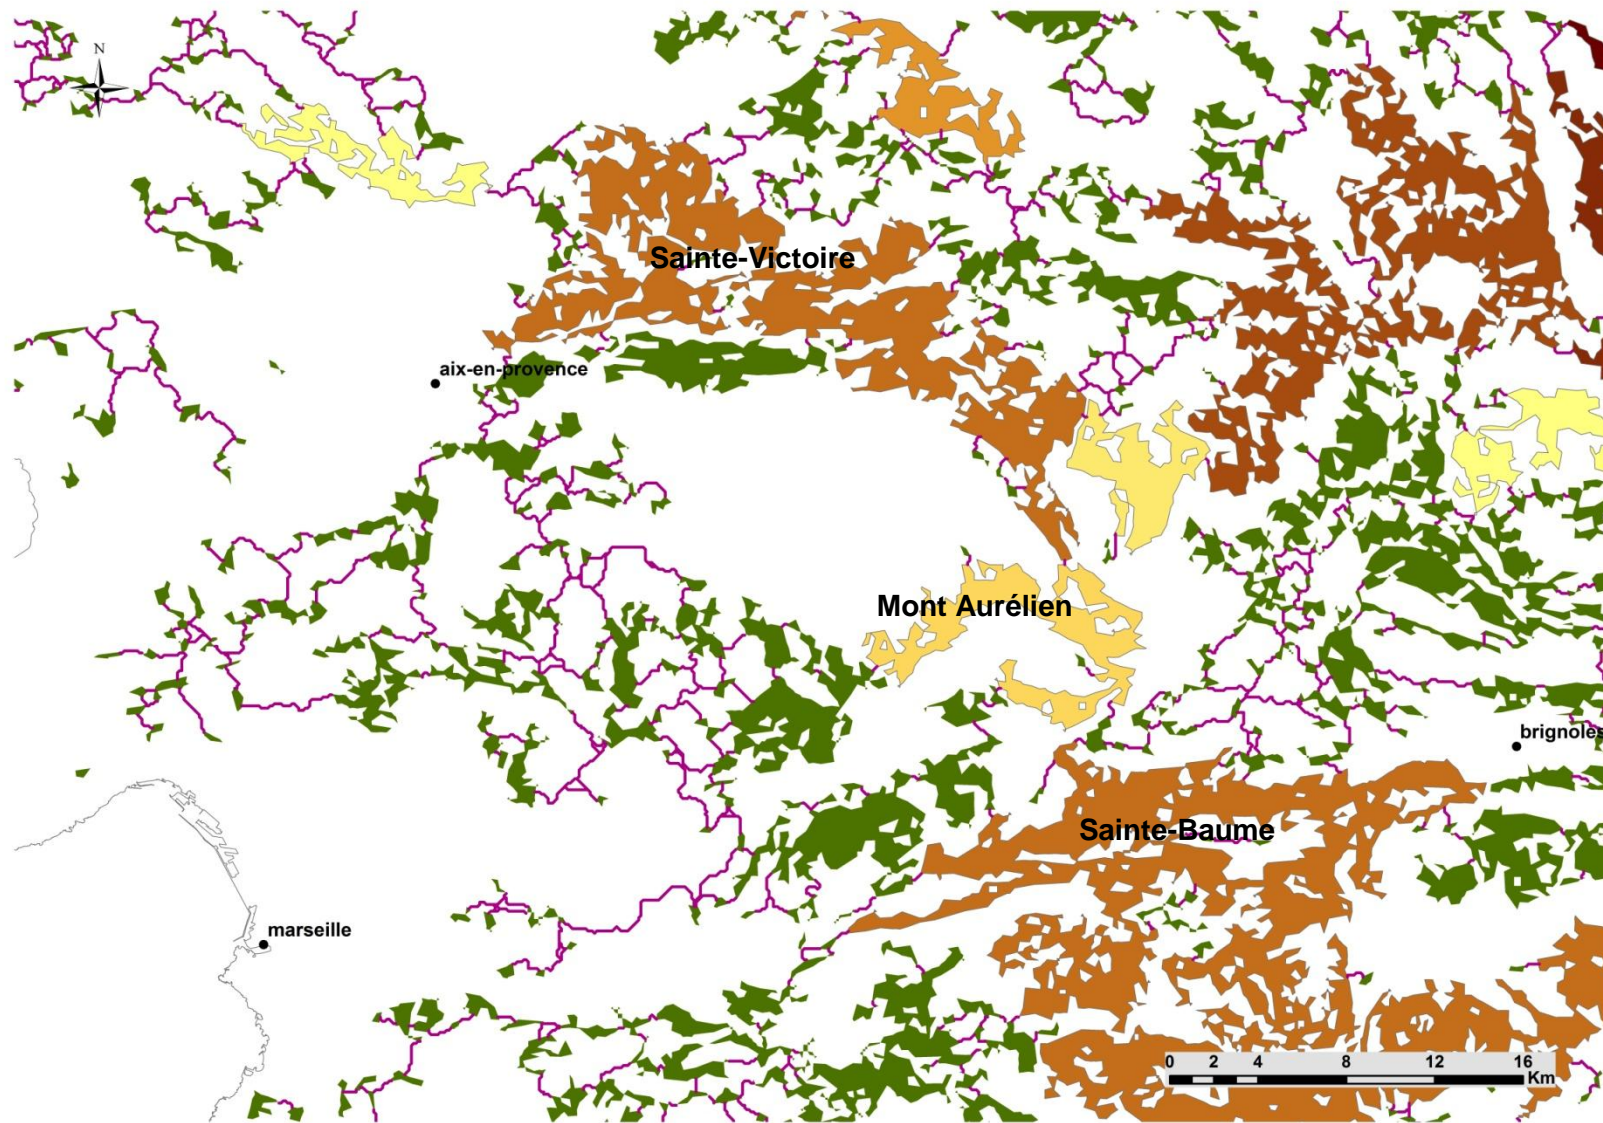 N
Sainte-Victoire
aix-en-provence
Mont Aurélien
brignoles
Sainte-Baume
marseille
0 2 4 8 12 16
Km